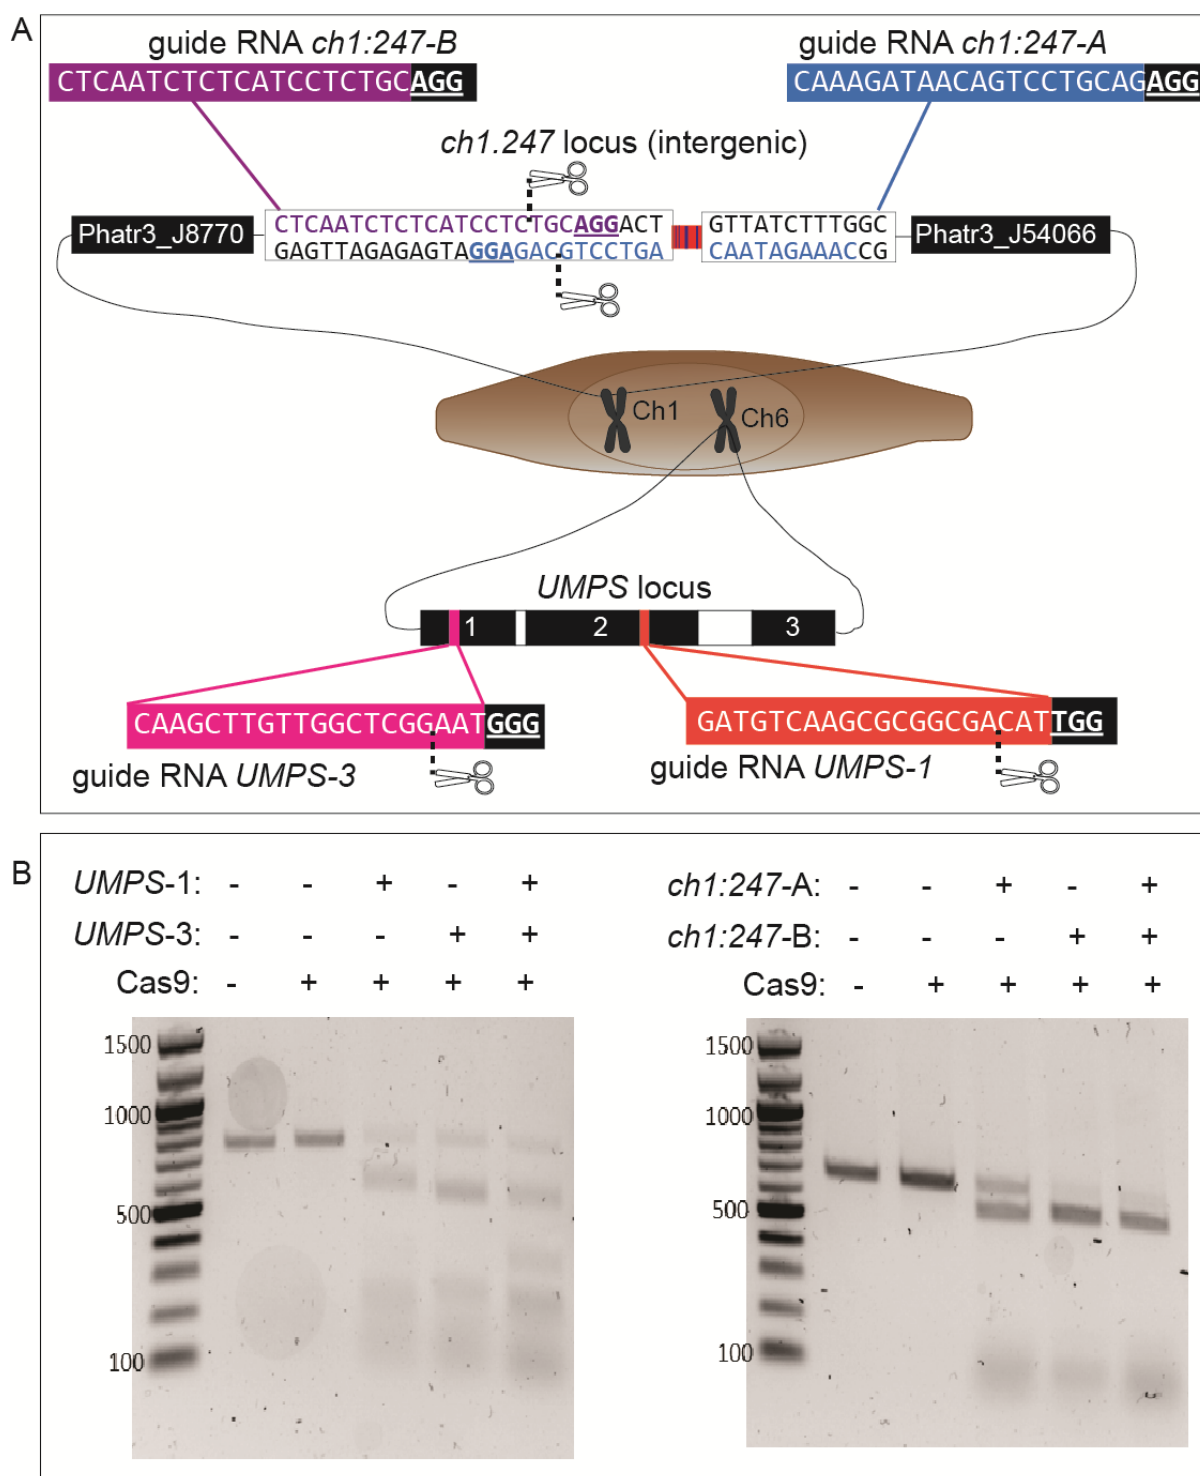 A
guide RNA ch1:247-B
CTCAATCTCTCATCCTCTGCAGG
guide RNA ch1:247-A
CAAAGATAACAGTCCTGCAGAGG
ch1.247 locus (intergenic)
Phatr3_J8770
CTCAATCTCTCATCCTCTGCAGGACT
GAGTTAGAGAGTAGGAGACGTCCTGA
GTTATCTTTGGC
CAATAGAAACCG
Phatr3_J54066
Ch1
Ch6
UMPS locus
1 2 3
CAAGCTTGTTGGCTCGGAATGGG
guide RNA UMPS-3
GATGTCAAGCGCGGCGACATTGG
guide RNA UMPS-1
B
UMPS-1: - - + - +
UMPS-3: - - - + +
Cas9: - + + + +
1500
1000
500
100
ch1:247-A: - - + - +
ch1:247-B: - - - + +
Cas9: - + + + +
1500
1000
500
100